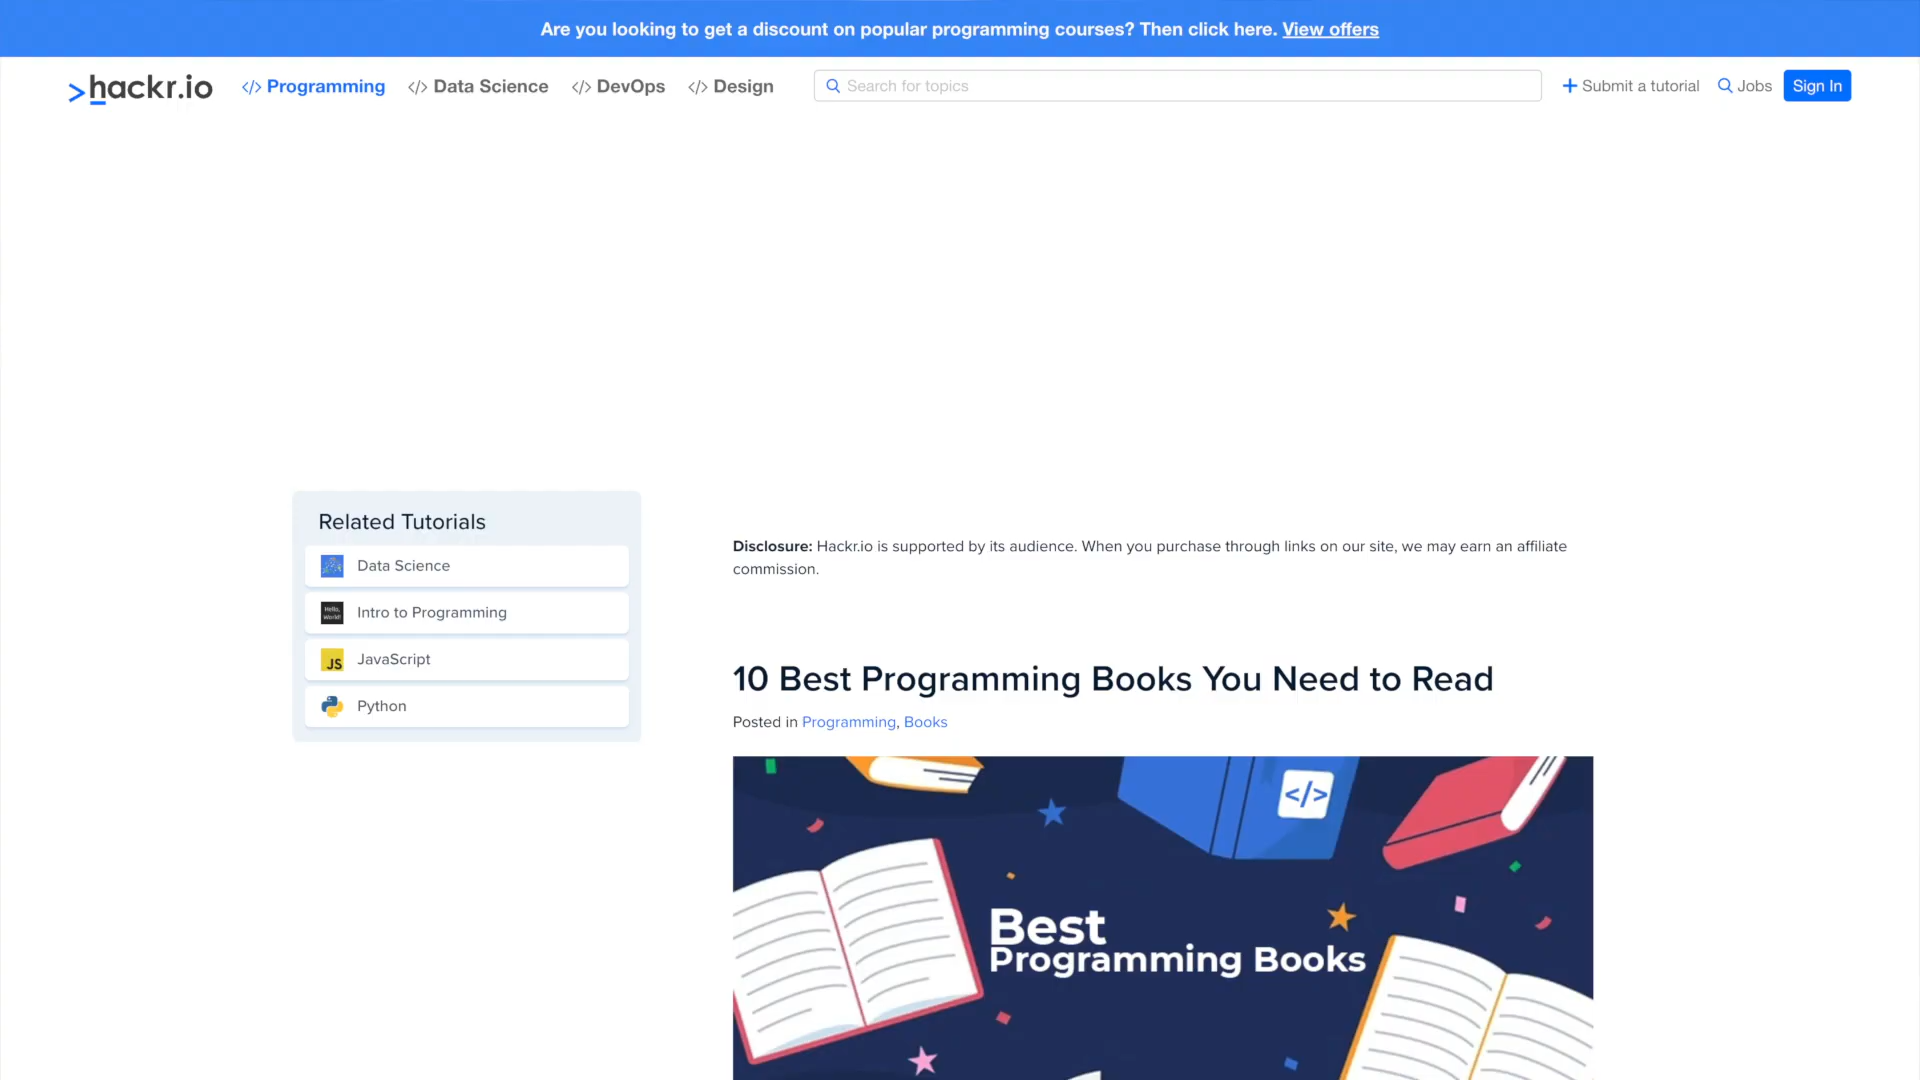 Are you looking to get a discount on popular programming courses? Then click here. View offers
>hackr.io </> Programming </> Data Science </> DevOps </> Design Search for topics + Submit a tutorial Jobs Sign In
Related Tutorials
Data Science
Hello,
World!
Intro to Programming
JS JavaScript
Python
Disclosure: Hackr.io is supported by its audience. When you purchase through links on our site, we may earn an affiliate
commission.
10 Best Programming Books You Need to Read
Posted in Programming, Books
</>
Best
Programming Books